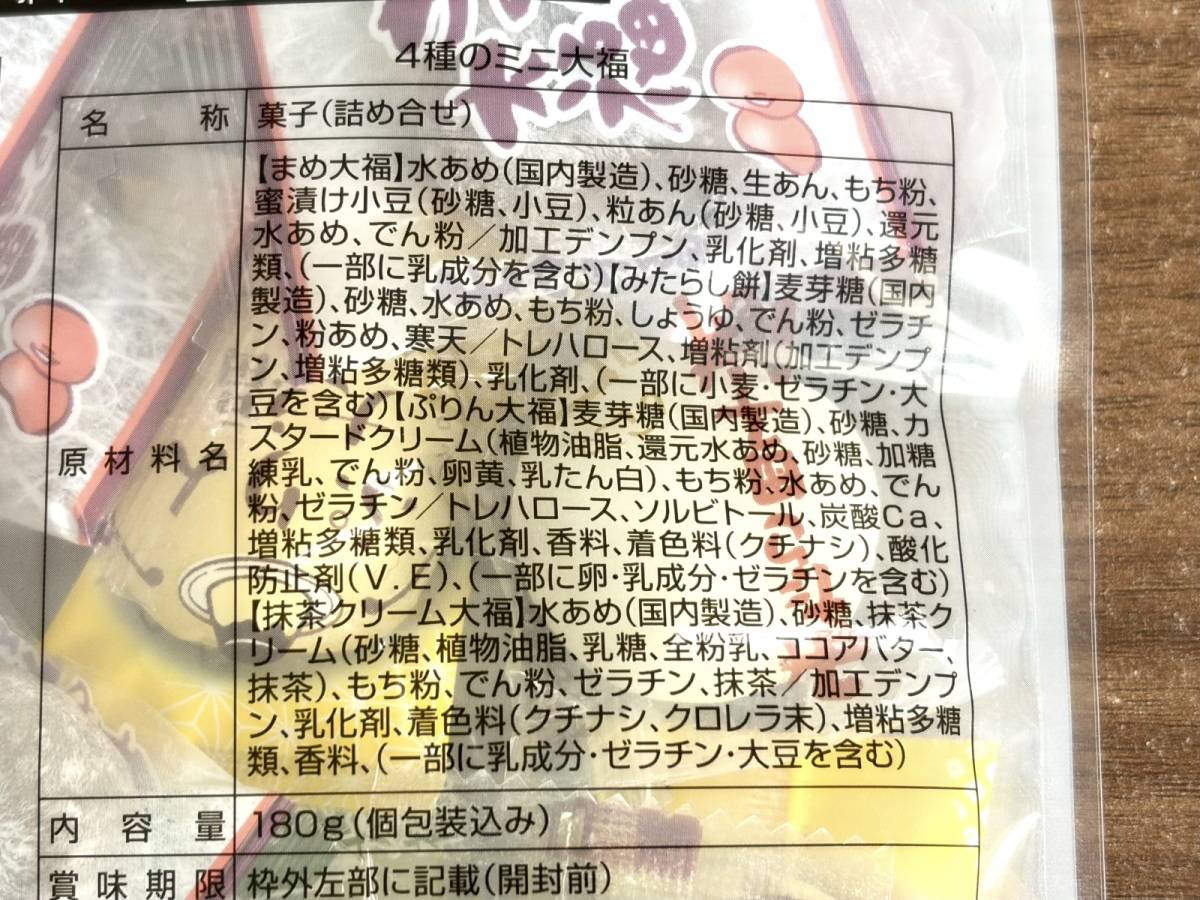 4種のミニ大福
名称 菓子(詰め合せ)
原材料名
【まめ大福】水あめ(国内製造)、砂糖、生あん、もち粉、
蜜漬け小豆(砂糖、小豆)、粒あん(砂糖、小豆)、還元
水あめ、でん粉／加工デンプン、乳化剤、増粘多糖
類、(一部に乳成分を含む)【みたらし餅】麦芽糖(国内
製造)、砂糖、水あめ、もち粉、しょうゆ、でん粉、ゼラチ
ン、粉あめ、寒天／トレハロース、増粘剤(加工デンプ
ン、増粘多糖類)、乳化剤、(一部に小麦・ゼラチン・大
豆を含む)【ぷりん大福】麦芽糖(国内製造)、砂糖、カ
スタードクリーム(植物油脂、還元水あめ、砂糖、加糖
練乳、でん粉、卵黄、乳たん白)、もち粉、水あめ、でん
粉、ゼラチン／トレハロース、ソルビトール、炭酸Ca、
増粘多糖類、乳化剤、香料、着色料(クチナシ)、酸化
防止剤(V.E)、(一部に卵・乳成分・ゼラチンを含む)
【抹茶クリーム大福】水あめ(国内製造)、砂糖、抹茶ク
リーム(砂糖、植物油脂、乳糖、全粉乳、ココアバター、
抹茶)、もち粉、でん粉、ゼラチン、抹茶／加工デンプ
ン、乳化剤、着色料(クチナシ、クロレラ末)、増粘多糖
類、香料、(一部に乳成分・ゼラチン・大豆を含む)
内容量 180g(個包装込み)
賞味期限 枠外左部に記載(開封前)